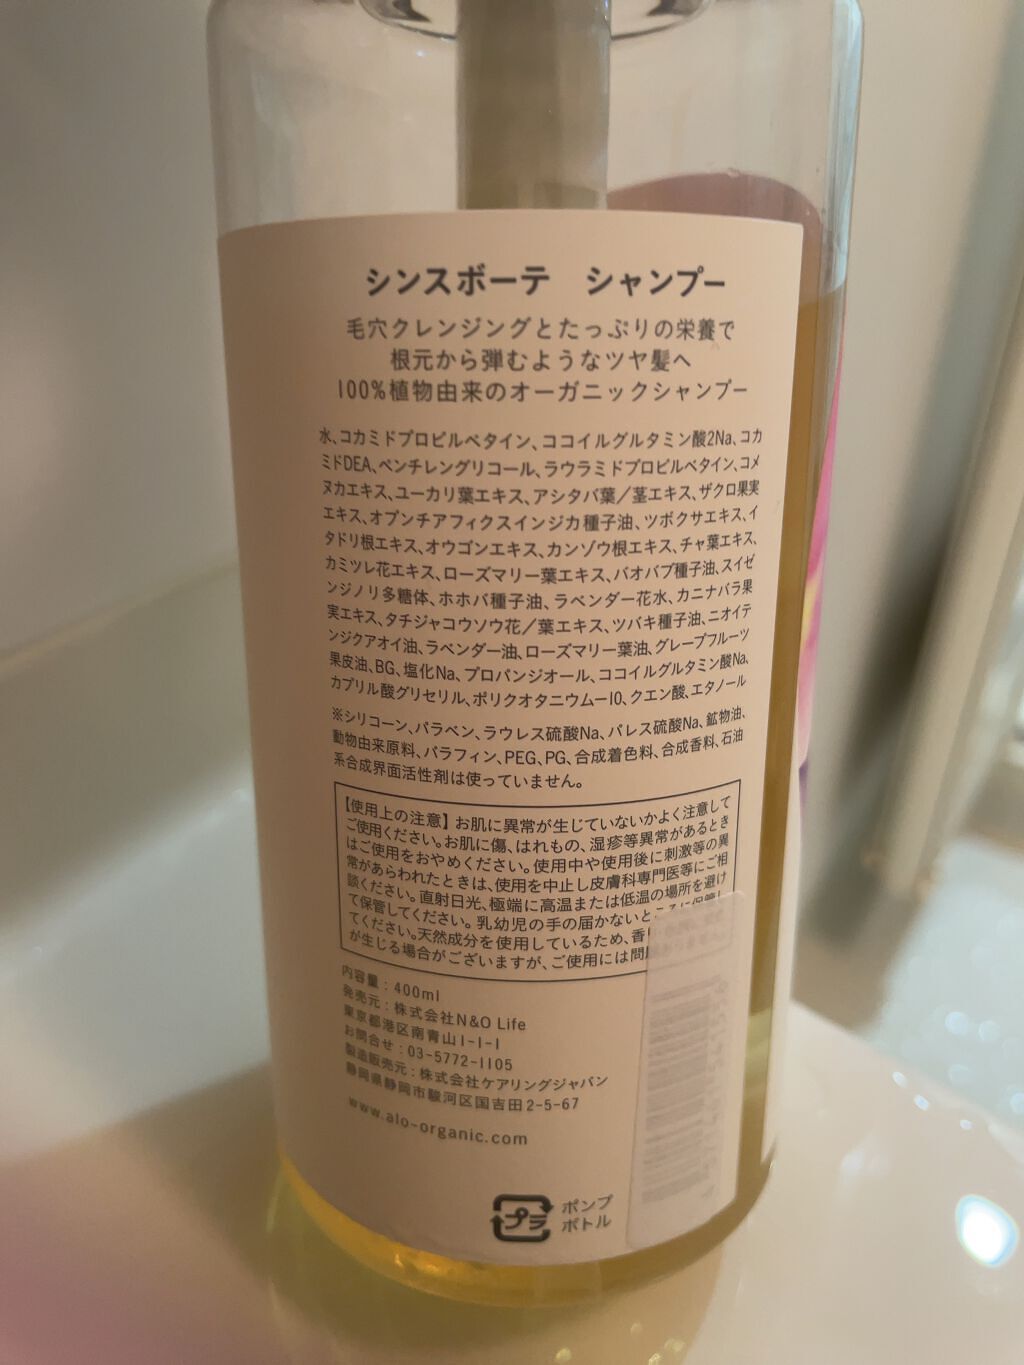 シンスボーテ シャンプー
毛穴クレンジングとたっぷりの栄養で
根元から弾むようなツヤ髪へ
100%植物由来のオーガニックシャンプー
水、コカミドプロピルベタイン、ココイルグルタミン酸2Na、コカ
ミドDEA、ペンチレングリコール、ラウラミドプロピルベタイン、コメ
ヌカエキス、ユーカリ葉エキス、アシタバ葉/茎エキス、ザクロ果実
エキス、オプンチアフィクスインジカ種子油、ツボクサエキス、イ
タドリ根エキス、オウゴンエキス、カンゾウ根エキス、チャ葉エキス、
カミツレ花エキス、ローズマリー葉エキス、バオバブ種子油、スイゼ
ンジノリ多糖体、ホホバ種子油、ラベンダー花水、カニナバラ果
実エキス、タチジャコウソウ花/葉エキス、ツバキ種子油、ニオイテ
ンジクアオイ油、ラベンダー油、ローズマリー葉油、グレープフルーツ
果皮油、BG、塩化Na、プロパンジオール、ココイルグルタミン酸Na、
カプリル酸グリセリル、ポリクオタニウム-10、クエン酸、エタノール
※シリコーン、パラベン、ラウレス硫酸Na、パレス硫酸Na、鉱物油、
動物由来原料、パラフィン、PEG、PG、合成着色料、合成香料、石油
系合成界面活性剤は使っていません。
【使用上の注意】お肌に異常が生じていないかよく注意して
ご使用ください。お肌に傷、はれもの、湿疹等異常があるとき
はご使用をおやめください。使用中や使用後に刺激等の異
常があらわれたときは、使用を中止し皮膚科専門医等にご相
談ください。直射日光、極端に高温または低温の場所を避け
て保管してください。乳幼児の手の届かないところに保管し
てください。天然成分を使用しているため、香り
が生じる場合がございますが、ご使用には問
内容量:400ml
発売元:株式会社N&O Life
東京都港区南青山1-1-1
お問合せ:03-5772-1105
製造販売元:株式会社ケアリングジャパン
静岡県静岡市駿河区国吉田2-5-67
www.alo-organic.com
プラ
ポンプ
ボトル